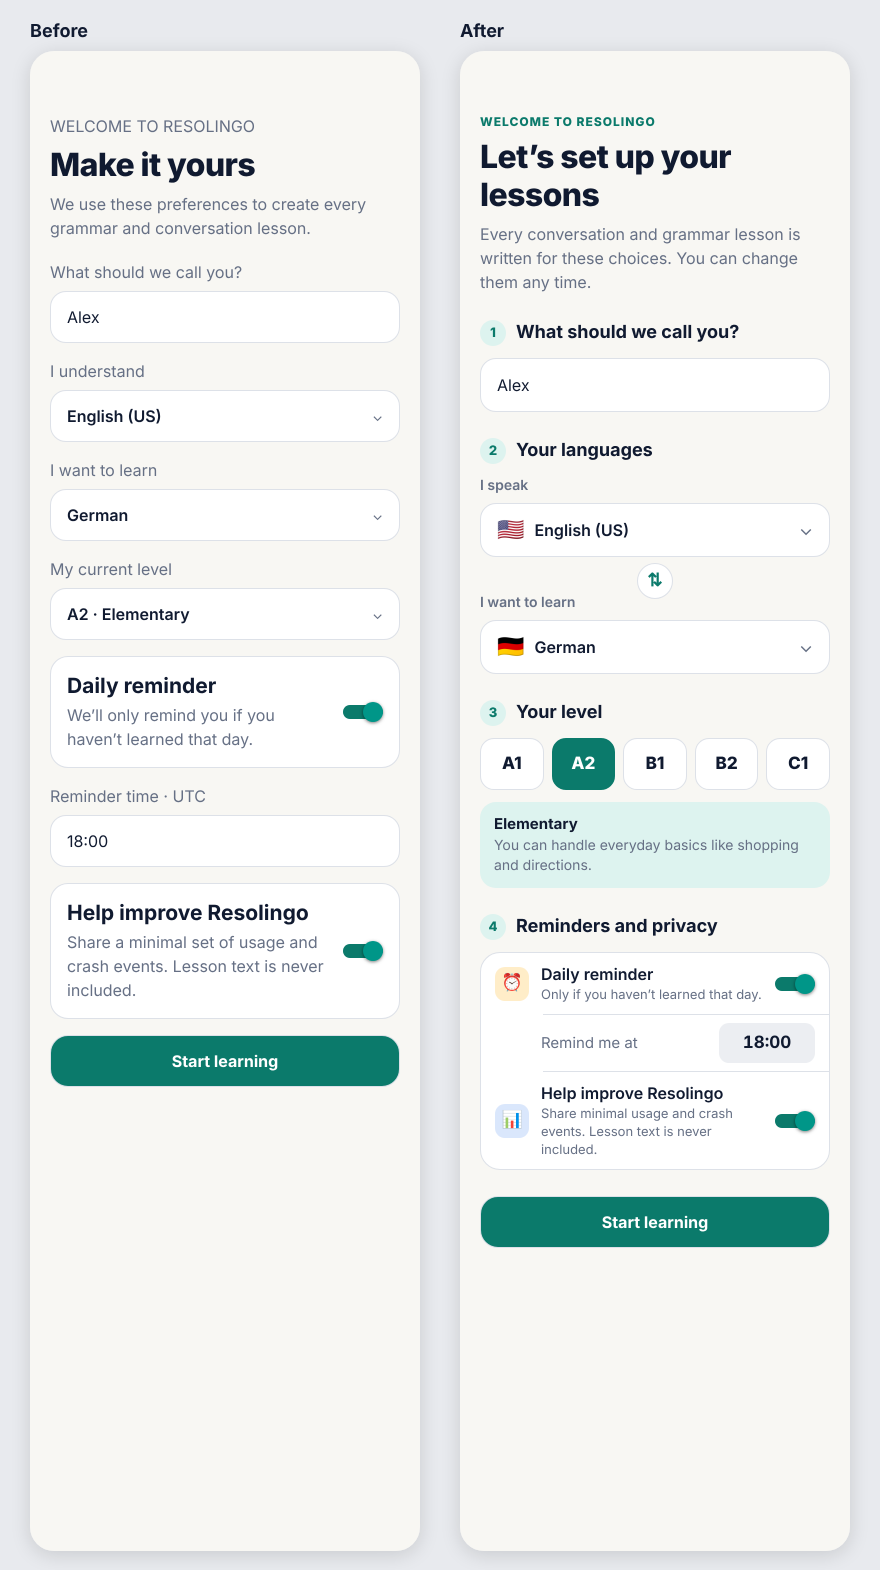 Before
WELCOME TO RESOLINGO
Make it yours
We use these preferences to create every
grammar and conversation lesson.
What should we call you?
Alex
I understand
English (US)
I want to learn
German
My current level
A2 · Elementary
Daily reminder
We’ll only remind you if you
haven’t learned that day.
Reminder time · UTC
18:00
Help improve Resolingo
Share a minimal set of usage and
crash events. Lesson text is never
included.
Start learning
After
WELCOME TO RESOLINGO
Let’s set up your
lessons
Every conversation and grammar lesson is
written for these choices. You can change
them any time.
1 What should we call you?
Alex
2 Your languages
I speak
English (US)
I want to learn
German
3 Your level
A1 A2 B1 B2 C1
Elementary
You can handle everyday basics like shopping
and directions.
4 Reminders and privacy
Daily reminder
Only if you haven’t learned that day.
Remind me at 18:00
Help improve Resolingo
Share minimal usage and crash
events. Lesson text is never
included.
Start learning